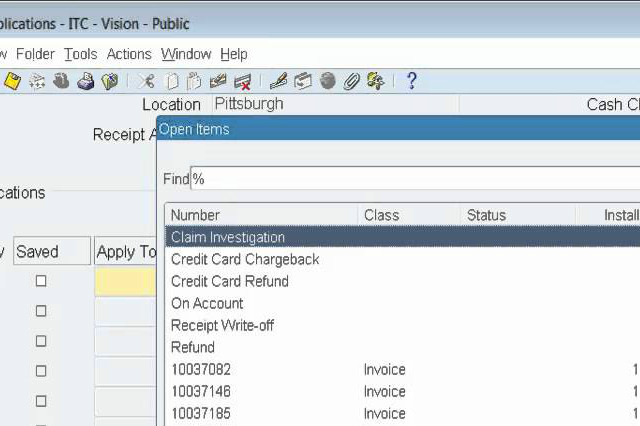 plications - ITC - Vision - Public
w Folder Tools Actions Window Help
?
Location Pittsburgh Cash Cl
Receipt A
Open Items
Find %
cations
Number Class Status Install
y Saved Apply To
Claim Investigation
Credit Card Chargeback
Credit Card Refund
On Account
Receipt Write-off
Refund
10037082 Invoice 1
10037146 Invoice 1
10037185 Invoice 1